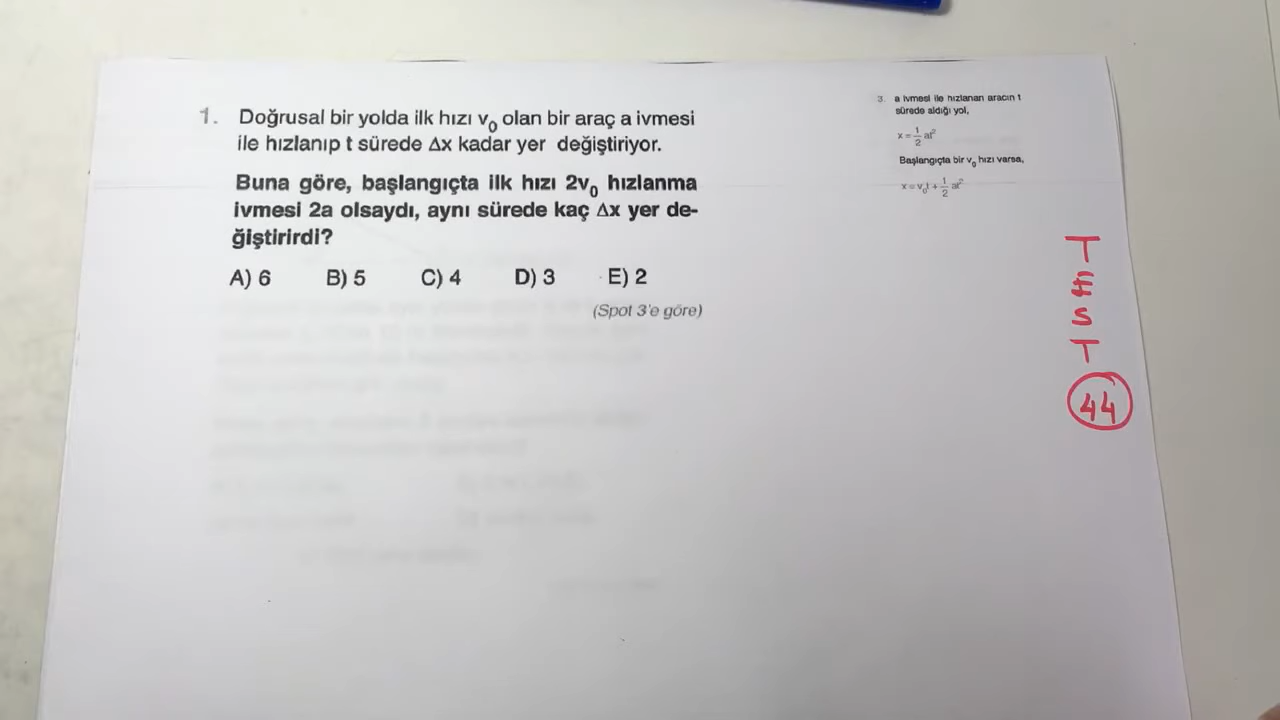 1. Doğrusal bir yolda ilk hızı v₀ olan bir araç a ivmesi
ile hızlanıp t sürede Δx kadar yer değiştiriyor.
Buna göre, başlangıçta ilk hızı 2v₀ hızlanma
ivmesi 2a olsaydı, aynı sürede kaç Δx yer de-
ğiştirirdi?
A) 6 B) 5 C) 4 D) 3 E) 2
(Spot 3'e göre)
3. a ivmesi ile hızlanan aracın t
sürede aldığı yol,
x = 1/2 at²
Başlangıçta bir v₀ hızı varsa,
x = v₀t + 1/2 at²
TEST
44